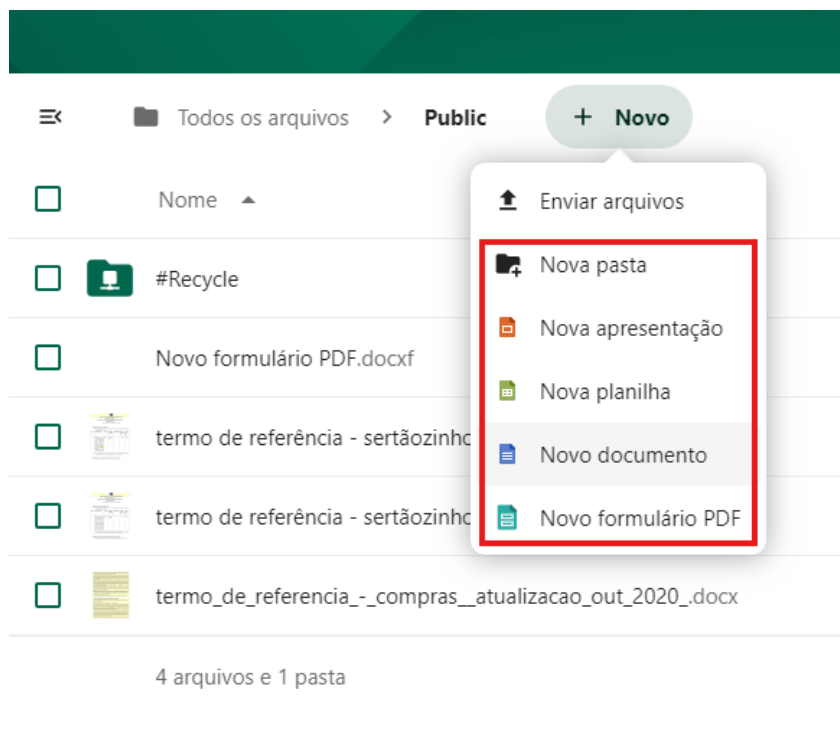 Todos os arquivos > Public + Novo
Nome
Enviar arquivos
Nova pasta
Nova apresentação
Nova planilha
Novo documento
Novo formulário PDF
#Recycle
Novo formulário PDF.docxf
termo de referência - sertãozinho
termo de referência - sertãozinho
termo_de_referencia_-_compras__atualizacao_out_2020_.docx
4 arquivos e 1 pasta